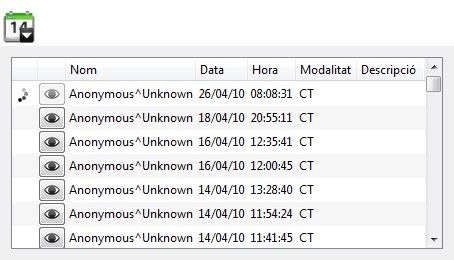 14
Nom Data Hora Modalitat Descripció
Anonymous^Unknown 26/04/10 08:08:31 CT
Anonymous^Unknown 18/04/10 20:55:11 CT
Anonymous^Unknown 16/04/10 12:35:41 CT
Anonymous^Unknown 16/04/10 12:00:45 CT
Anonymous^Unknown 14/04/10 13:28:40 CT
Anonymous^Unknown 14/04/10 11:54:24 CT
Anonymous^Unknown 14/04/10 11:41:45 CT